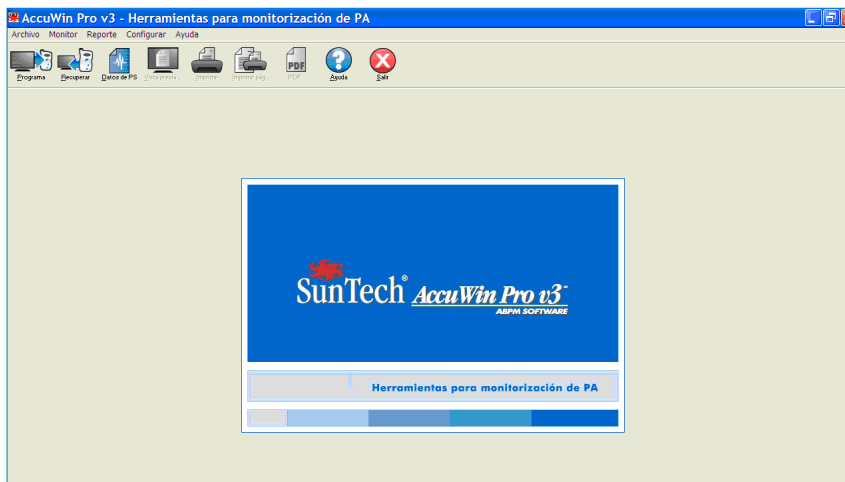 AccuWin Pro v3 - Herramientas para monitorización de PA
Archivo Monitor Reporte Configurar Ayuda
Programa Recuperar Datos de PS Vista previa Imprimir Imprimir pág. PDF Ayuda Salir
PDF
SunTech® AccuWin Pro v3™
ABPM SOFTWARE
Herramientas para monitorización de PA